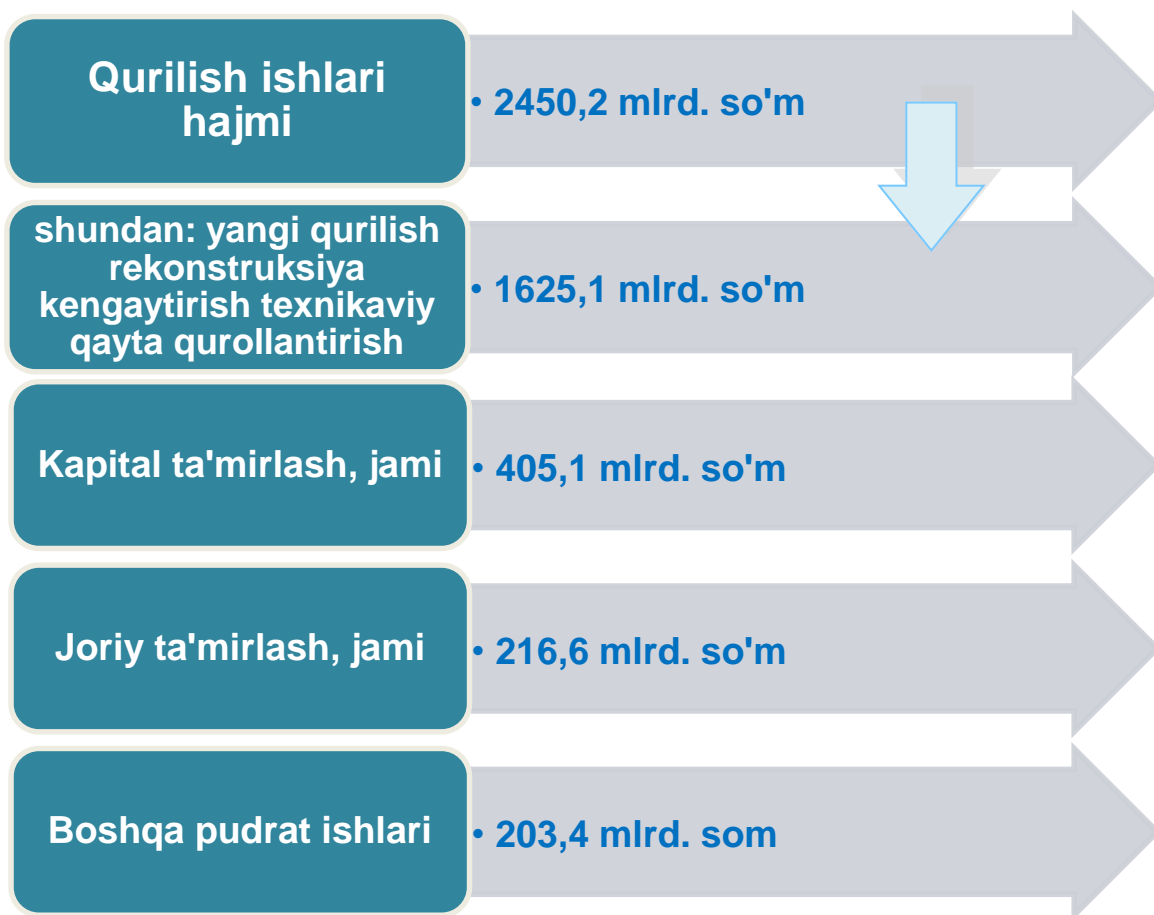 Qurilish ishlari
hajmi
• 2450,2 mlrd. so'm
shundan: yangi qurilish
rekonstruksiya
kengaytirish texnikaviy
qayta qurollantirish
• 1625,1 mlrd. so'm
Kapital ta'mirlash, jami
• 405,1 mlrd. so'm
Joriy ta'mirlash, jami
• 216,6 mlrd. so'm
Boshqa pudrat ishlari
• 203,4 mlrd. som